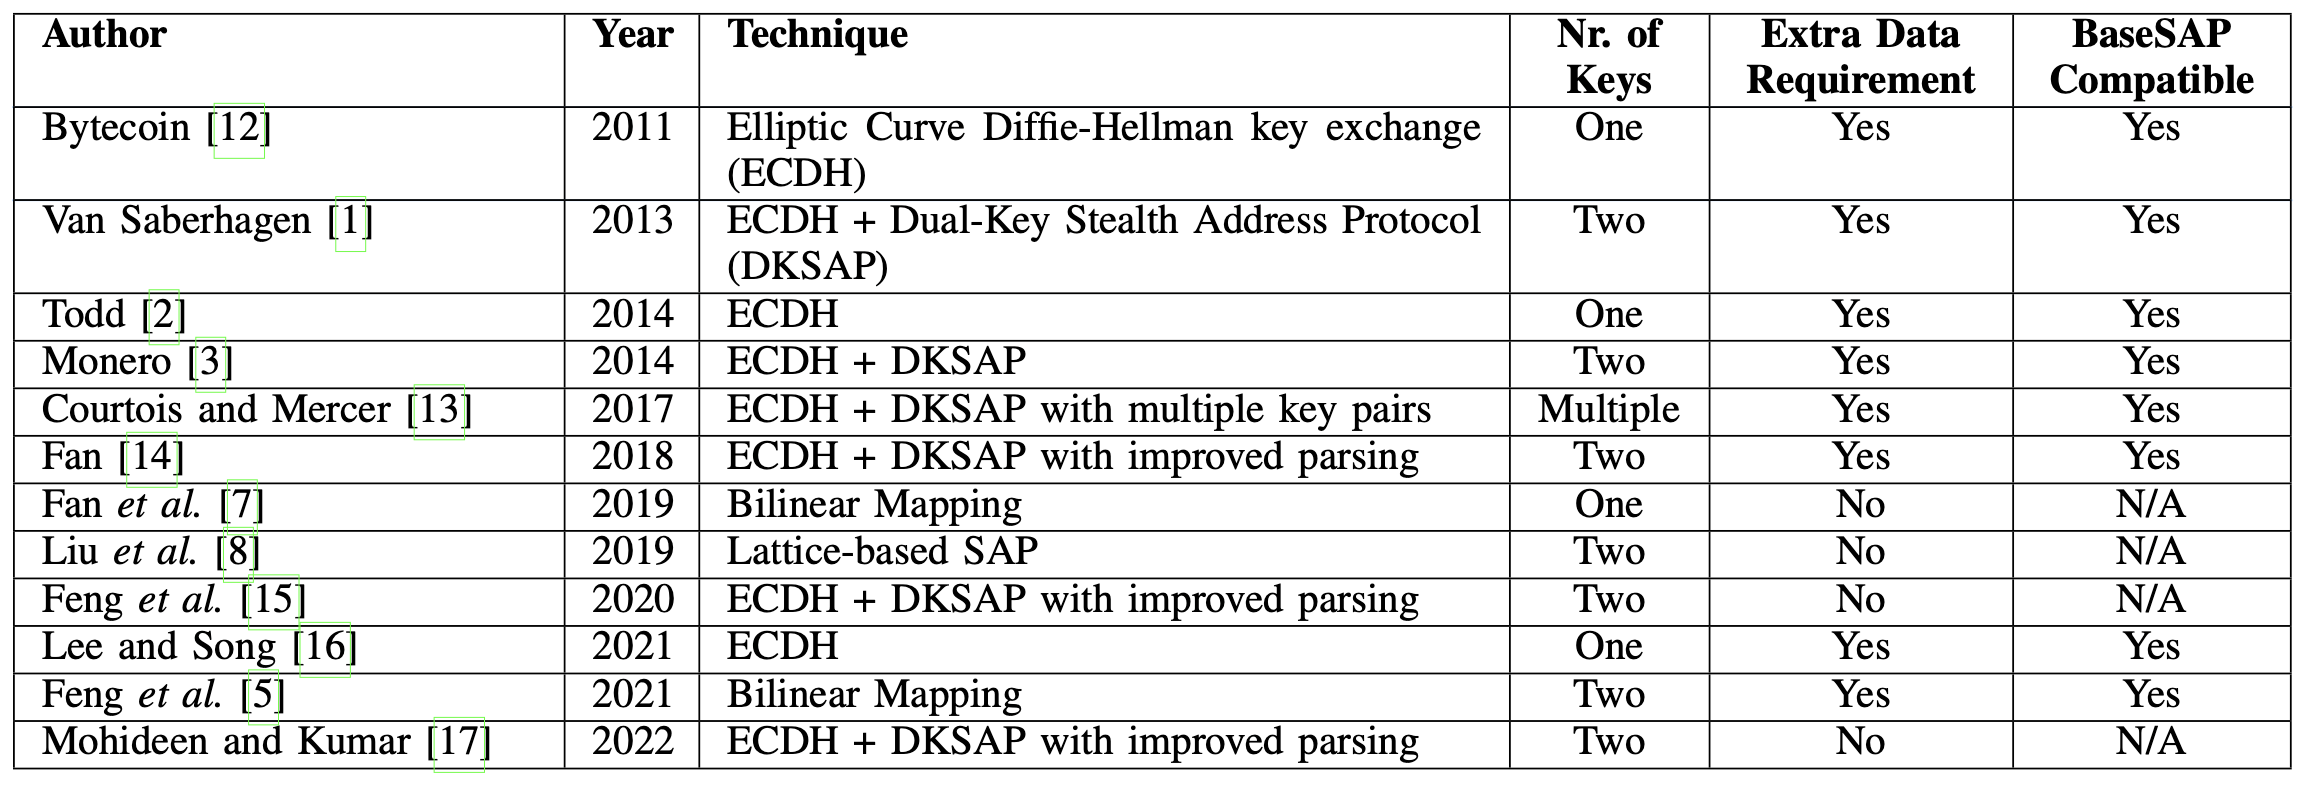 Author Year Technique Nr. of Keys Extra Data Requirement BaseSAP Compatible
Bytecoin [12] 2011 Elliptic Curve Diffie-Hellman key exchange (ECDH) One Yes Yes
Van Saberhagen [1] 2013 ECDH + Dual-Key Stealth Address Protocol (DKSAP) Two Yes Yes
Todd [2] 2014 ECDH One Yes Yes
Monero [3] 2014 ECDH + DKSAP Two Yes Yes
Courtois and Mercer [13] 2017 ECDH + DKSAP with multiple key pairs Multiple Yes Yes
Fan [14] 2018 ECDH + DKSAP with improved parsing Two Yes Yes
Fan et al. [7] 2019 Bilinear Mapping One No N/A
Liu et al. [8] 2019 Lattice-based SAP Two No N/A
Feng et al. [15] 2020 ECDH + DKSAP with improved parsing Two No N/A
Lee and Song [16] 2021 ECDH One Yes Yes
Feng et al. [5] 2021 Bilinear Mapping Two Yes Yes
Mohideen and Kumar [17] 2022 ECDH + DKSAP with improved parsing Two No N/A